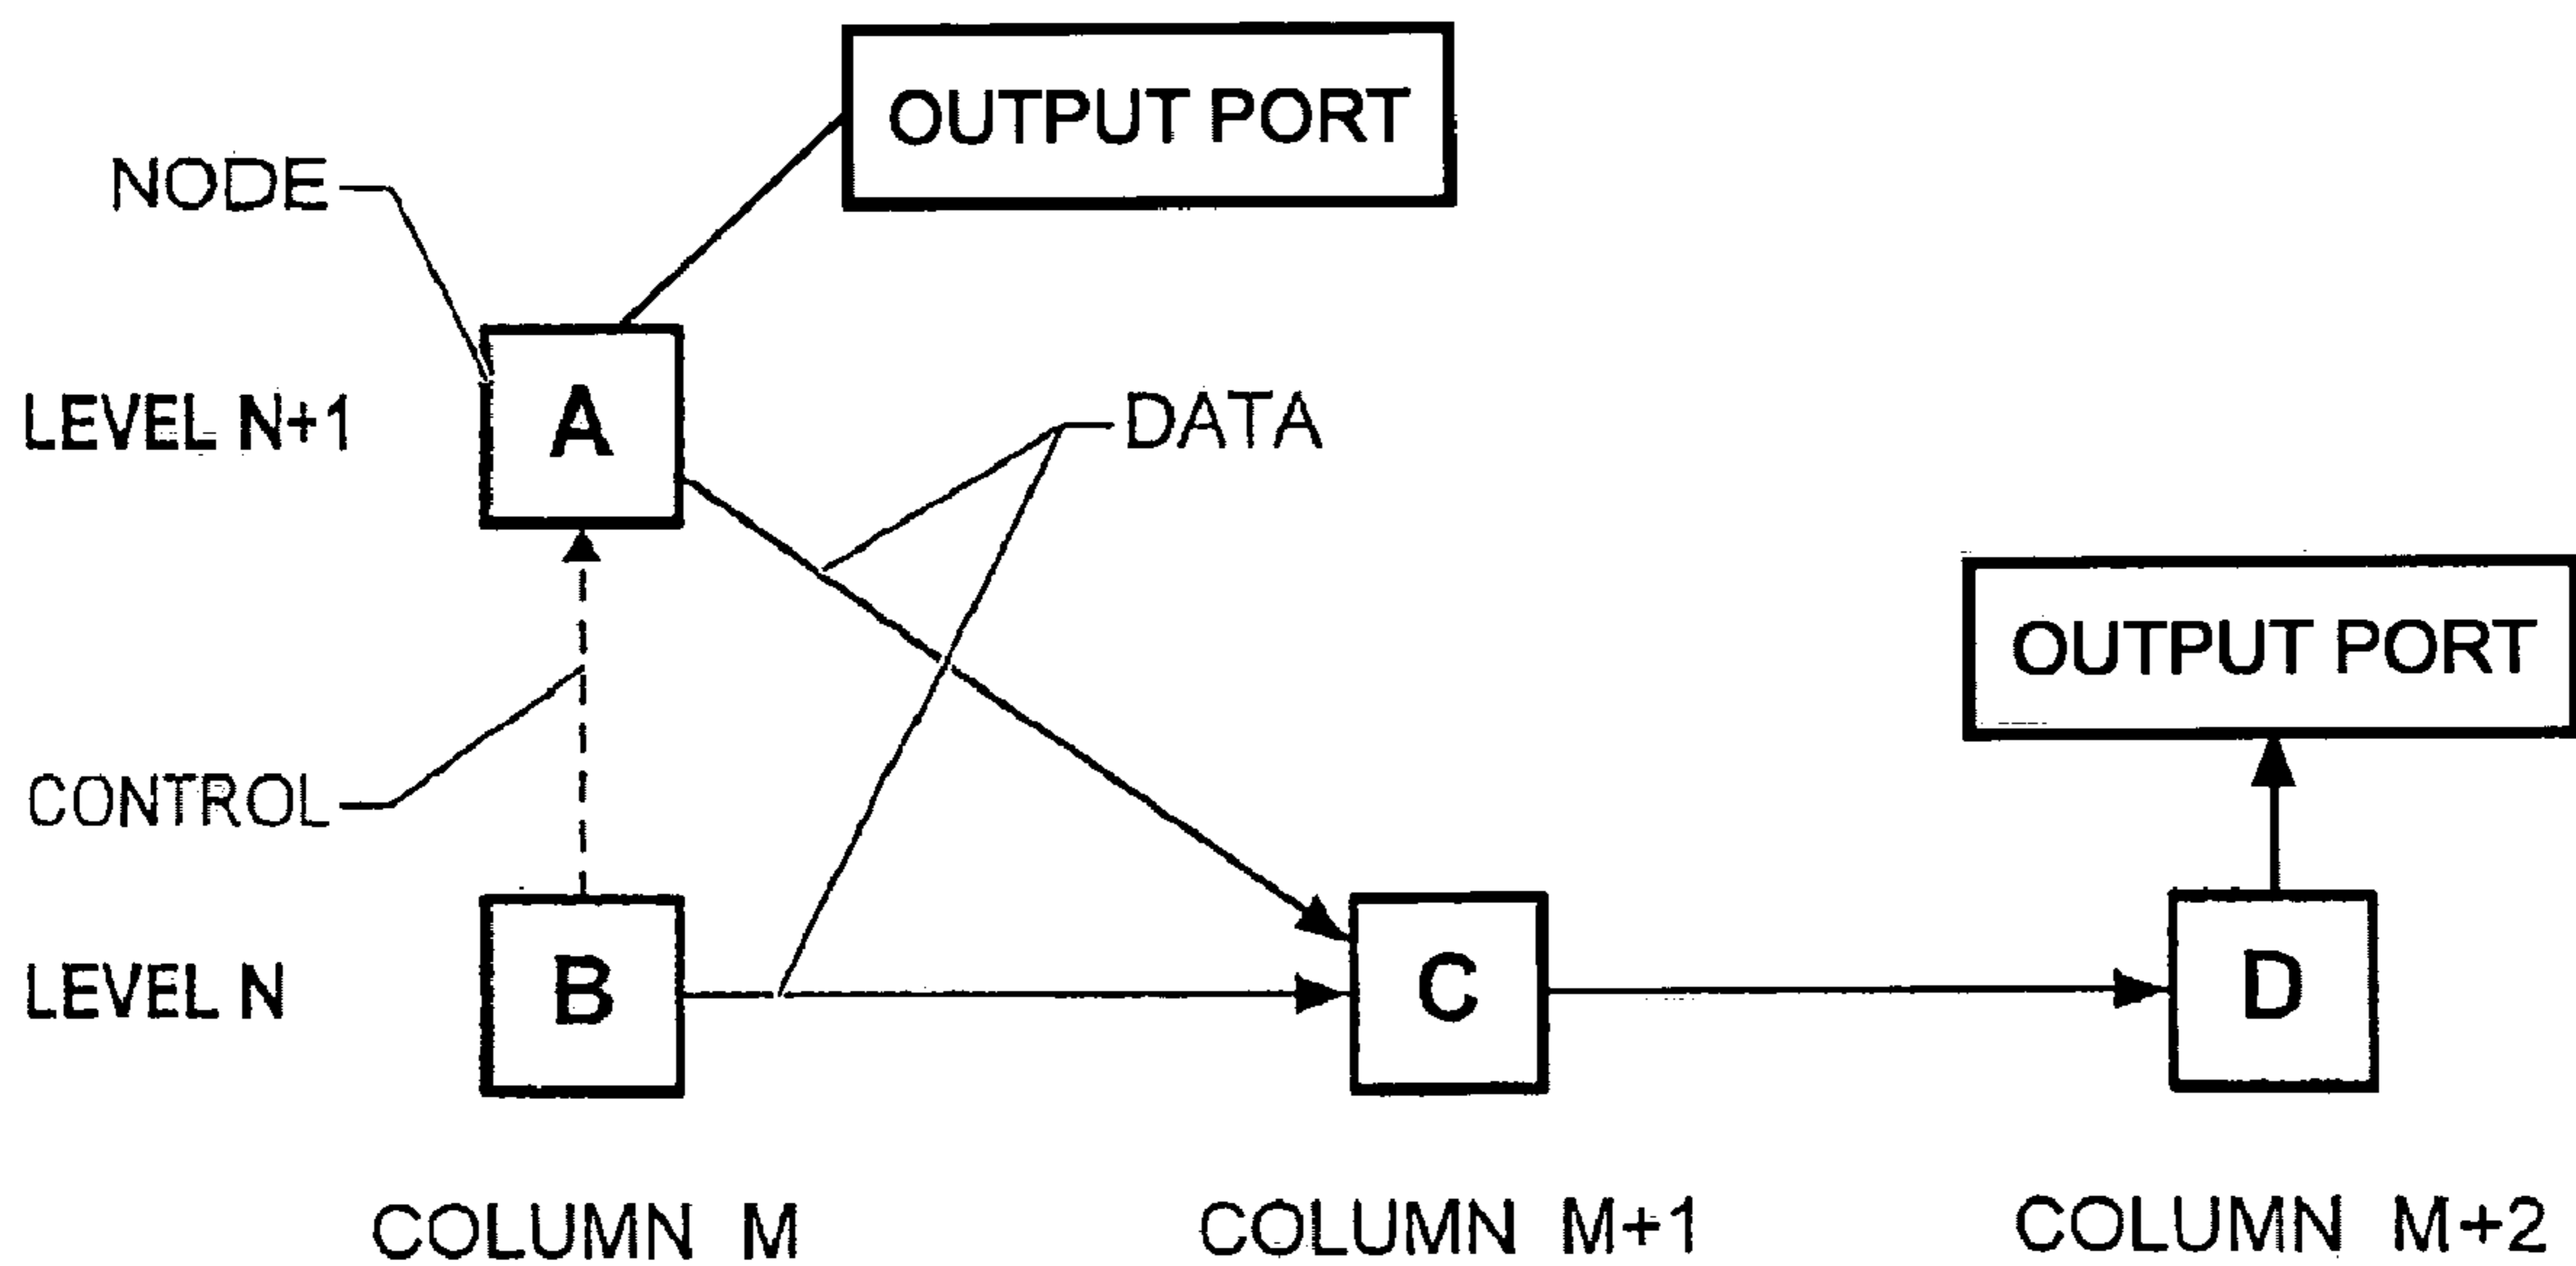 OUTPUT PORT
NODE
LEVEL N+1
A
DATA
OUTPUT PORT
CONTROL
LEVEL N
B
C
D
COLUMN M
COLUMN M+1
COLUMN M+2